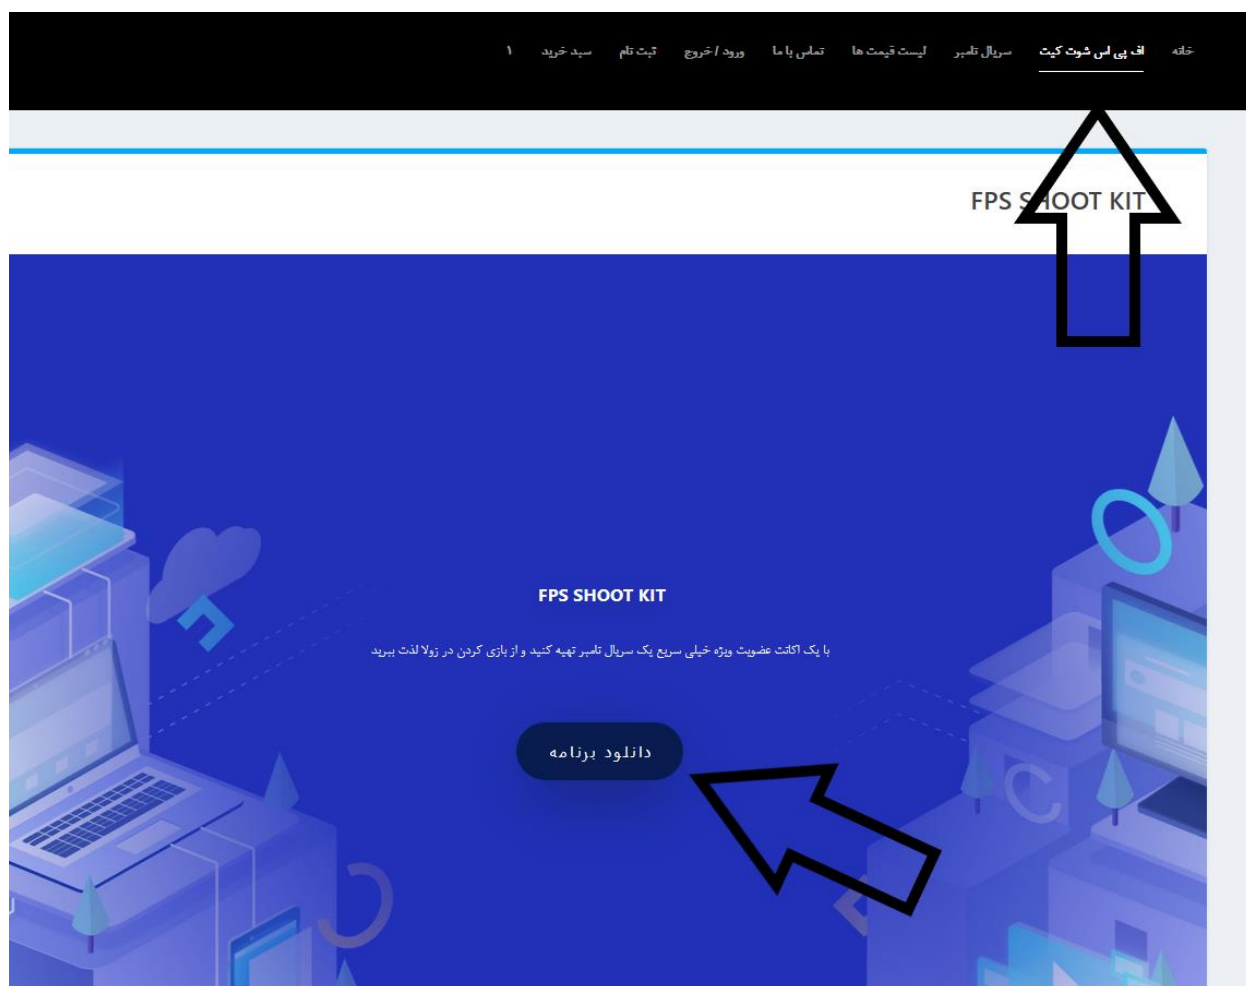 خانه اف پی اس شوت کیت سریال تامبر لیست قیمت ها تماس با ما ورود / خروج ثبت نام سبد خرید ۱
FPS SHOOT KIT
FPS SHOOT KIT
با یک اکانت عضویت ویژه خیلی سریع یک سریال تامبر تهیه کنید و از بازی کردن در زولا لذت ببرید
دانلود برنامه